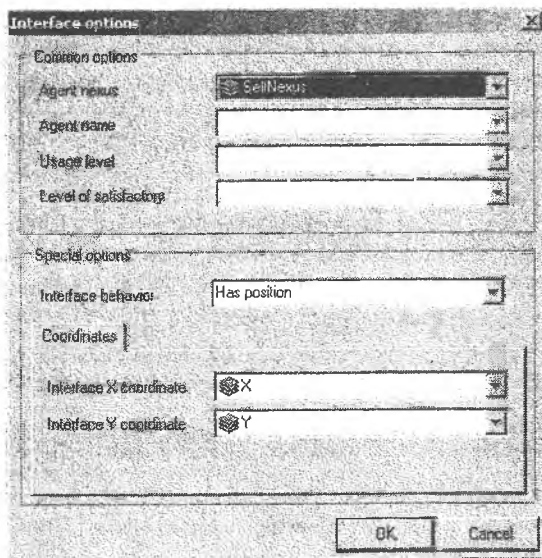 Interface options
Common options
Agent nexus SellNexus
Agent name
Usage level
Level of satisfactors
Special options
Interface behavior Has position
Coordinates
Interface X coordinate X
Interface Y coordinate Y
OK Cancel